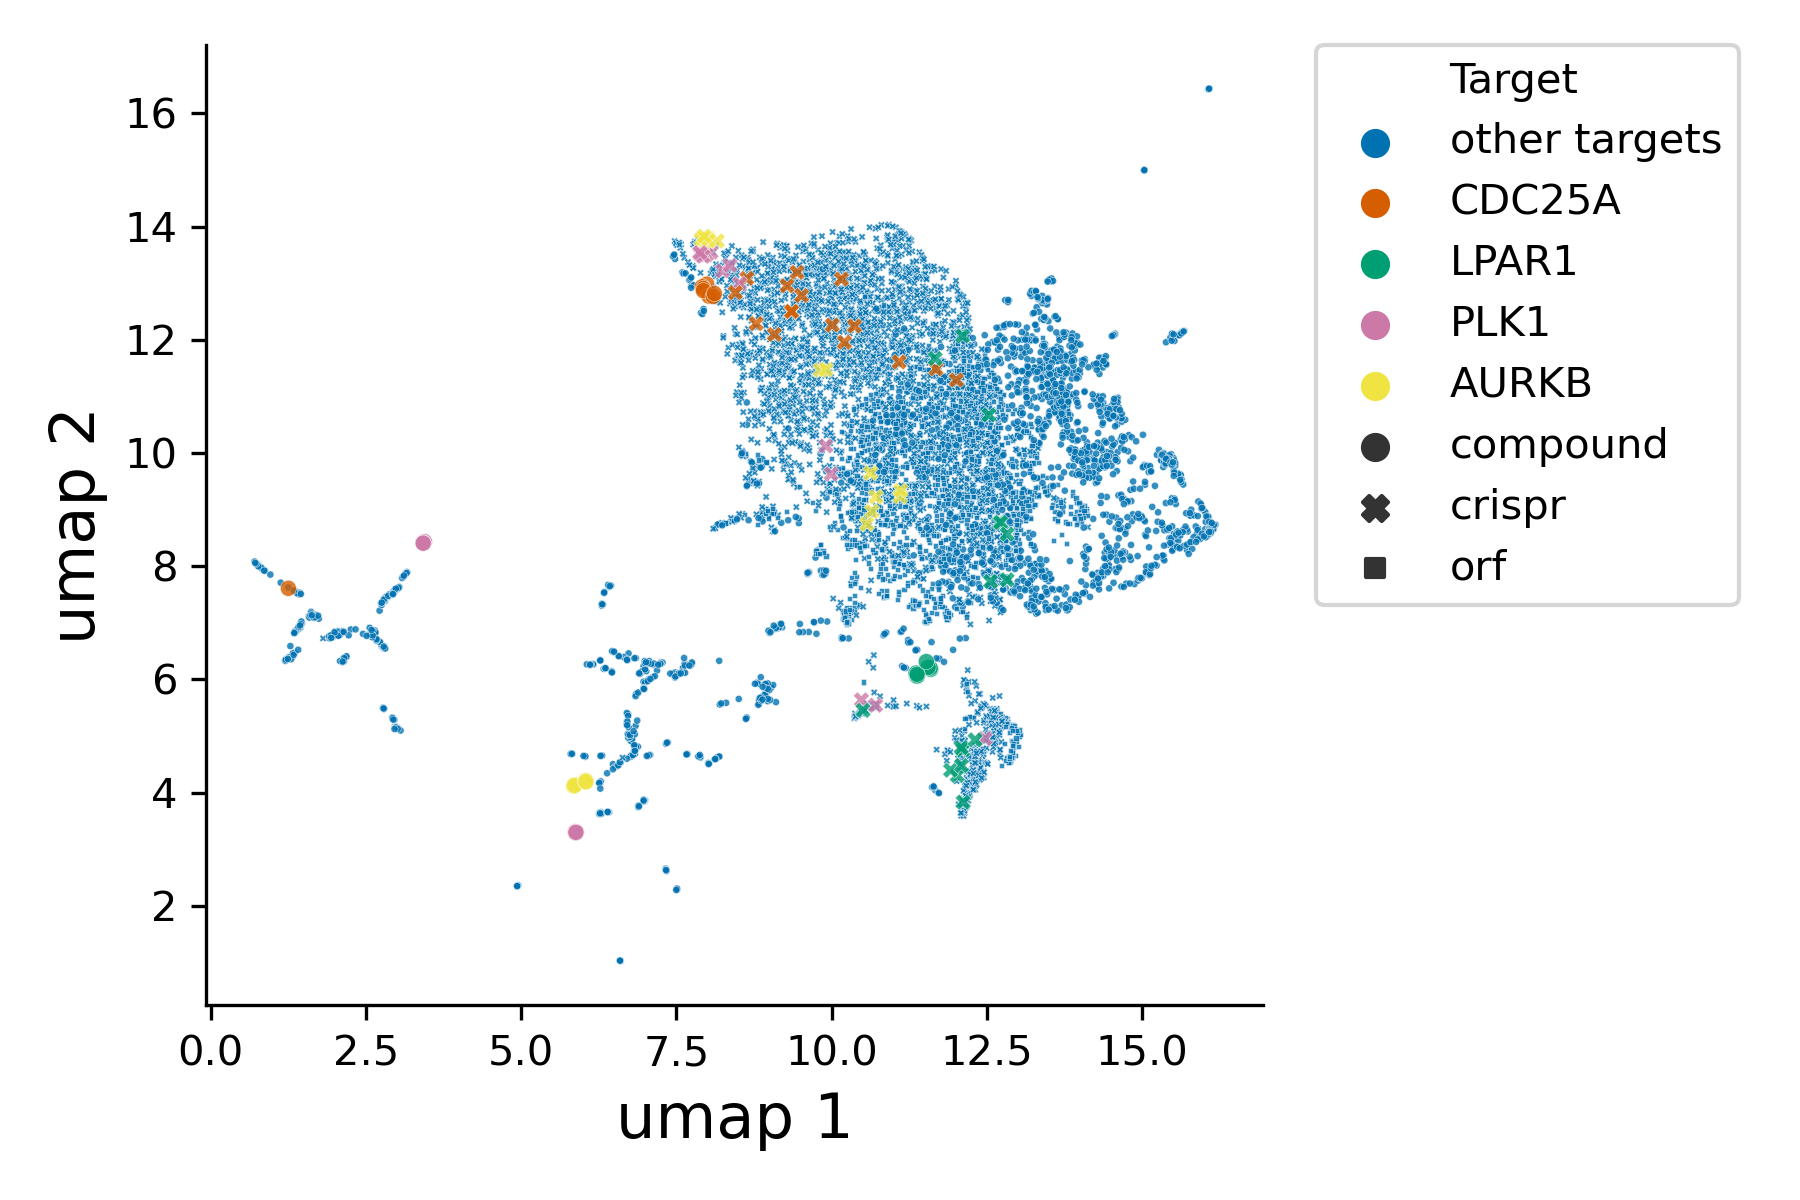 Target
other targets
CDC25A
LPAR1
PLK1
AURKB
compound
crispr
orf
umap 2
16
14
12
10
8
6
4
2
0.0 2.5 5.0 7.5 10.0 12.5 15.0
umap 1